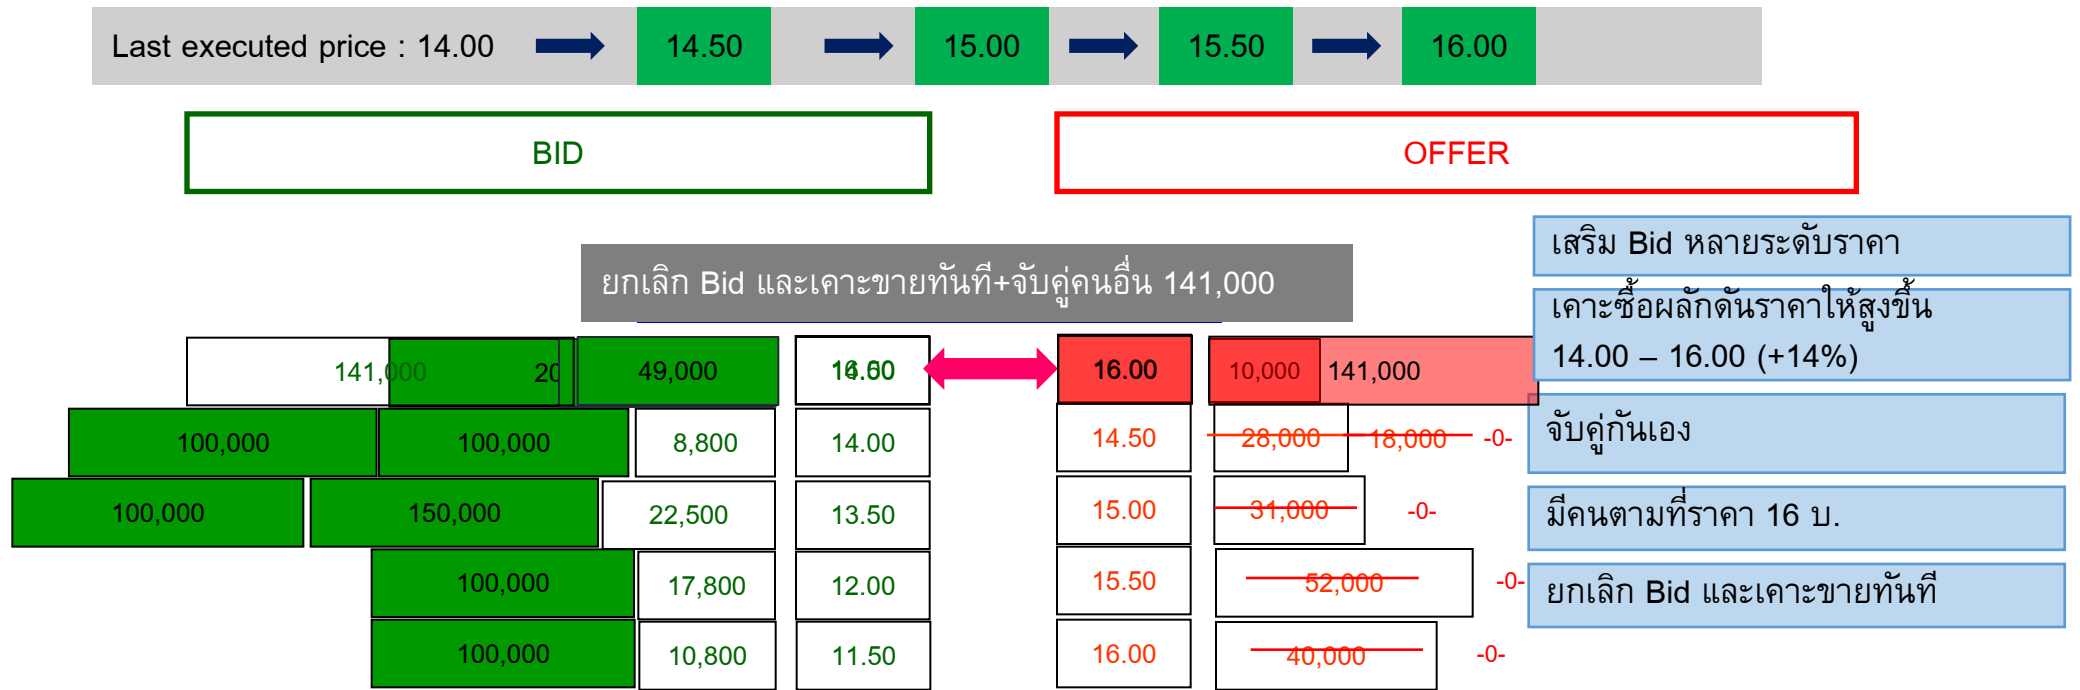 Last executed price : 14.00 14.50 15.00 15.50 16.00
BID OFFER
เสริม Bid หลายระดับราคา
ยกเลิก Bid และเคาะขายทันที+จับคู่คนอื่น 141,000
เคาะซื้อผลักดันราคาให้สูงขึ้น
14.00 – 16.00 (+14%)
141,000 20 49,000 16.00 10,000 141,000
จับคู่กันเอง
100,000 100,000 8,800 14.00 14.50 28,000 18,000 -0-
100,000 150,000 22,500 13.50 15.00 31,000 -0-
มีคนตามที่ราคา 16 บ.
100,000 17,800 12.00 15.50 52,000 -0-
ยกเลิก Bid และเคาะขายทันที
100,000 10,800 11.50 16.00 40,000 -0-